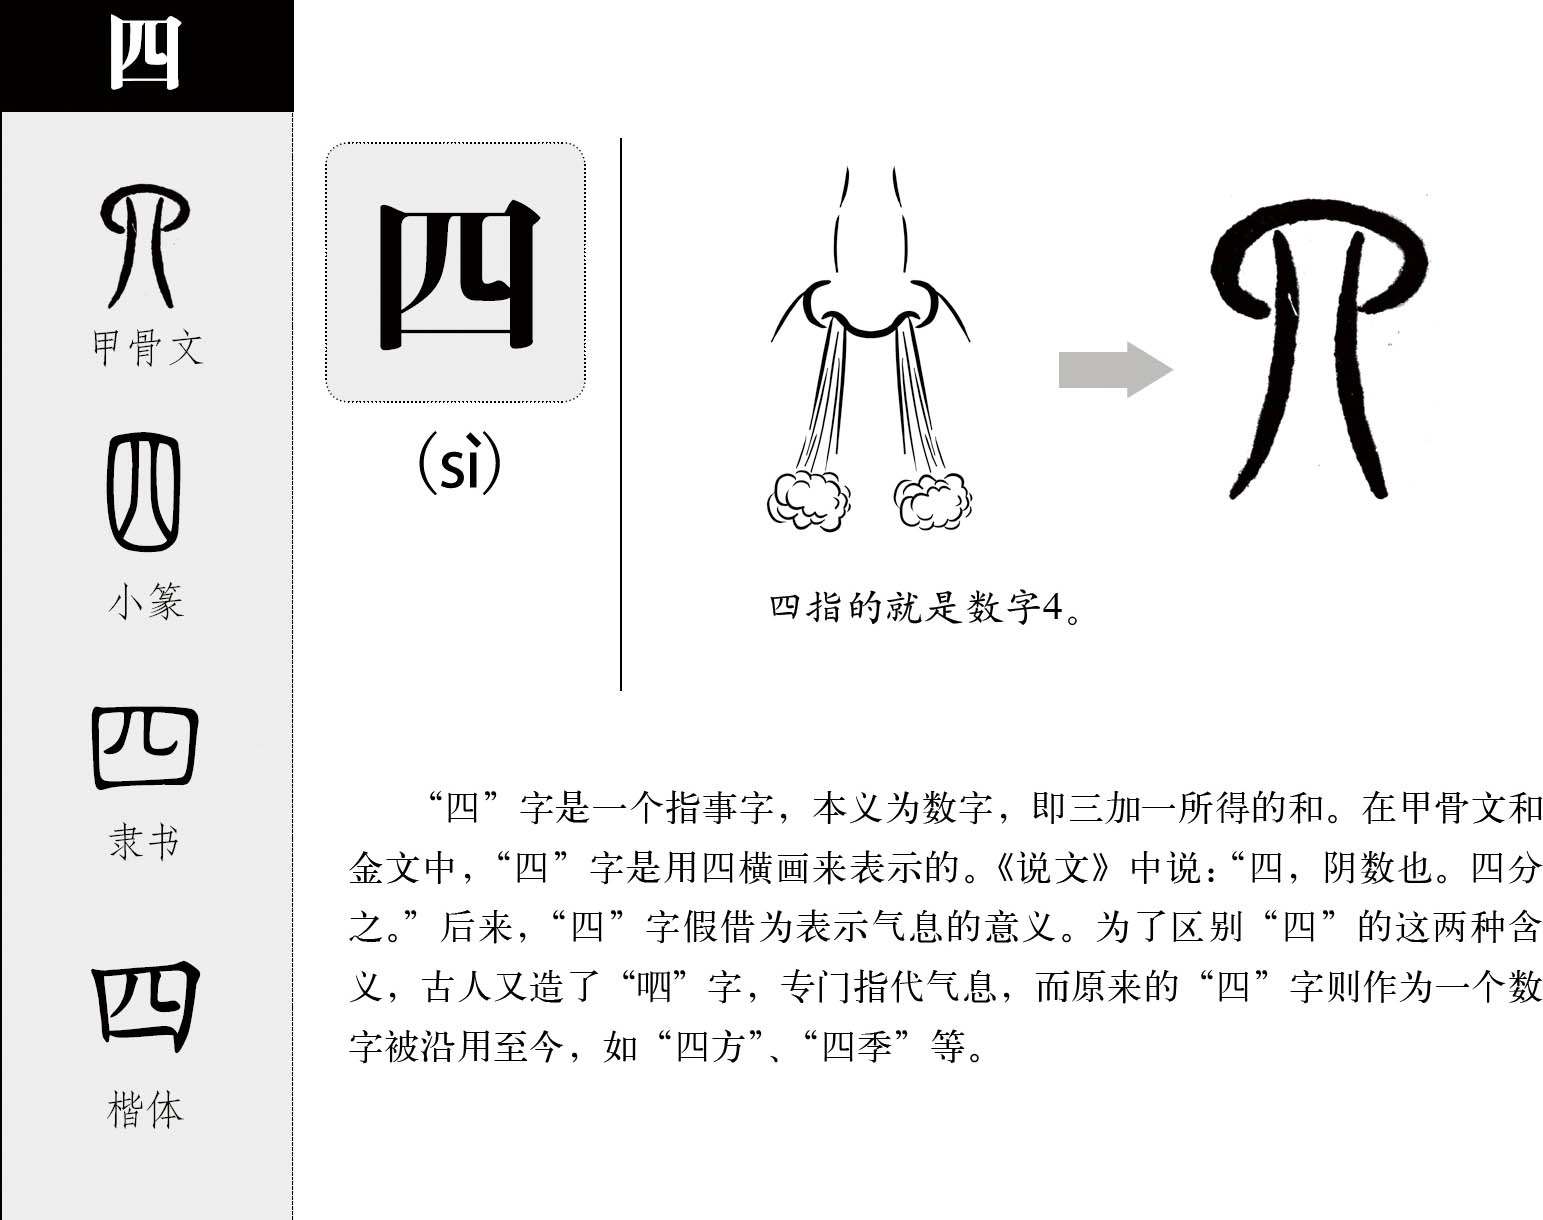 四
甲骨文
小篆
隶书
楷体
四
（sì）
四指的就是数字4。
“四”字是一个指事字，本义为数字，即三加一所得的和。在甲骨文和
金文中，“四”字是用四横画来表示的。《说文》中说：“四，阴数也。四分
之。”后来，“四”字假借为表示气息的意义。为了区别“四”的这两种含
义，古人又造了“呬”字，专门指代气息，而原来的“四”字则作为一个数
字被沿用至今，如“四方”、“四季”等。